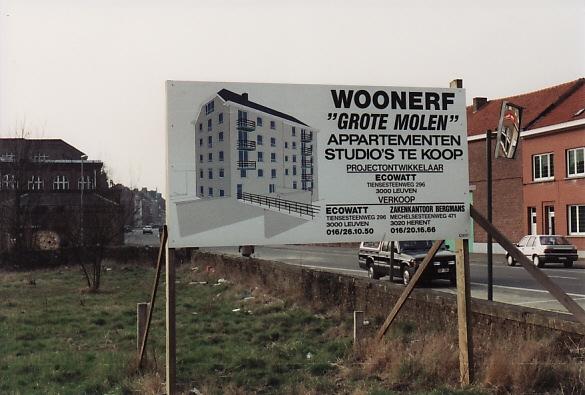 WOONERF
"GROTE MOLEN"
APPARTEMENTEN
STUDIO'S TE KOOP
PROJECTONTWIKKELAAR
ECOWATT
TIENSESTEENWEG 296
3000 LEUVEN
VERKOOP
ECOWATT
TIENSESTEENWEG 296
3000 LEUVEN
016/26.10.50
ZAKENKANTOOR BERGMANS
MECHELSESTEENWEG 471
3020 HERENT
016/20.16.66